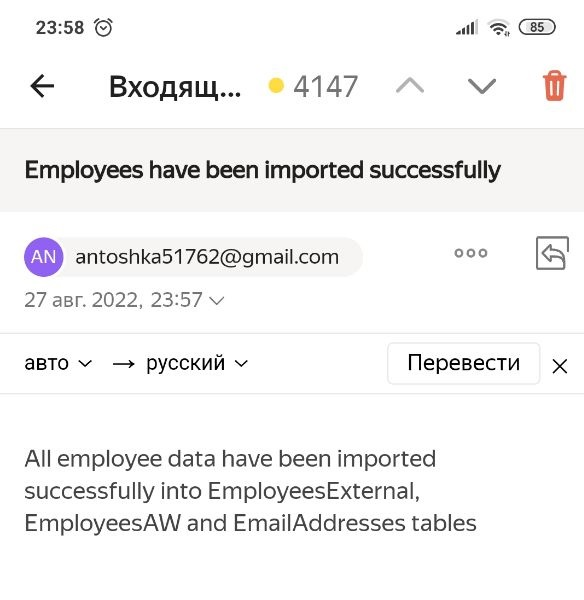 23:58 85
Входящ... 4147
Employees have been imported successfully
AN antoshka51762@gmail.com
27 авг. 2022, 23:57
авто → русский Перевести
All employee data have been imported
successfully into EmployeesExternal,
EmployeesAW and EmailAddresses tables